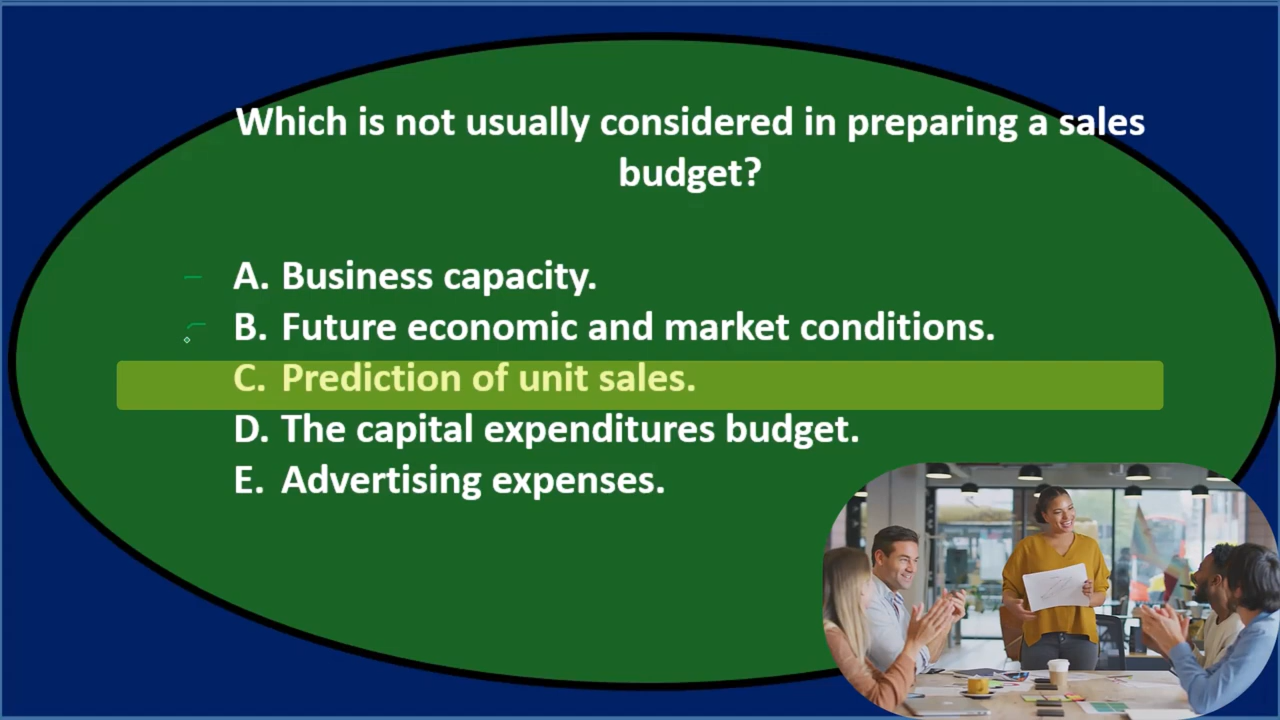 Which is not usually considered in preparing a sales
budget?
A. Business capacity.
B. Future economic and market conditions.
C. Prediction of unit sales.
D. The capital expenditures budget.
E. Advertising expenses.